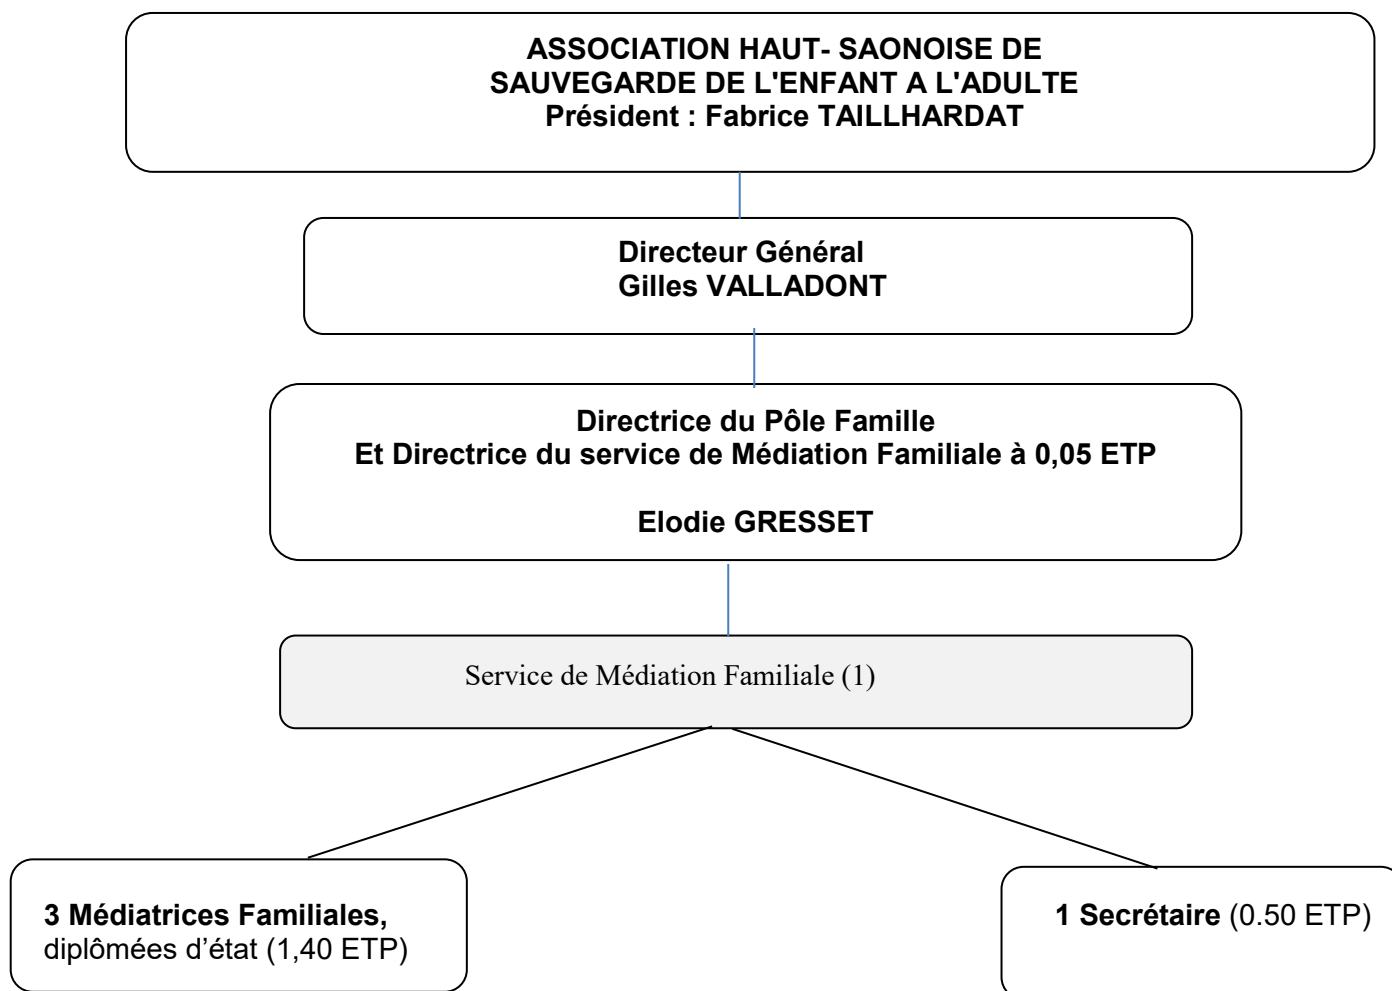 ASSOCIATION HAUT- SAONOISE DE
SAUVEGARDE DE L'ENFANT A L'ADULTE
Président : Fabrice TAILLHARDAT
Directeur Général
Gilles VALLADONT
Directrice du Pôle Famille
Et Directrice du service de Médiation Familiale à 0,05 ETP
Elodie GRESSET
Service de Médiation Familiale (1)
3 Médiatrices Familiales,
diplômées d’état (1,40 ETP)
1 Secrétaire (0.50 ETP)